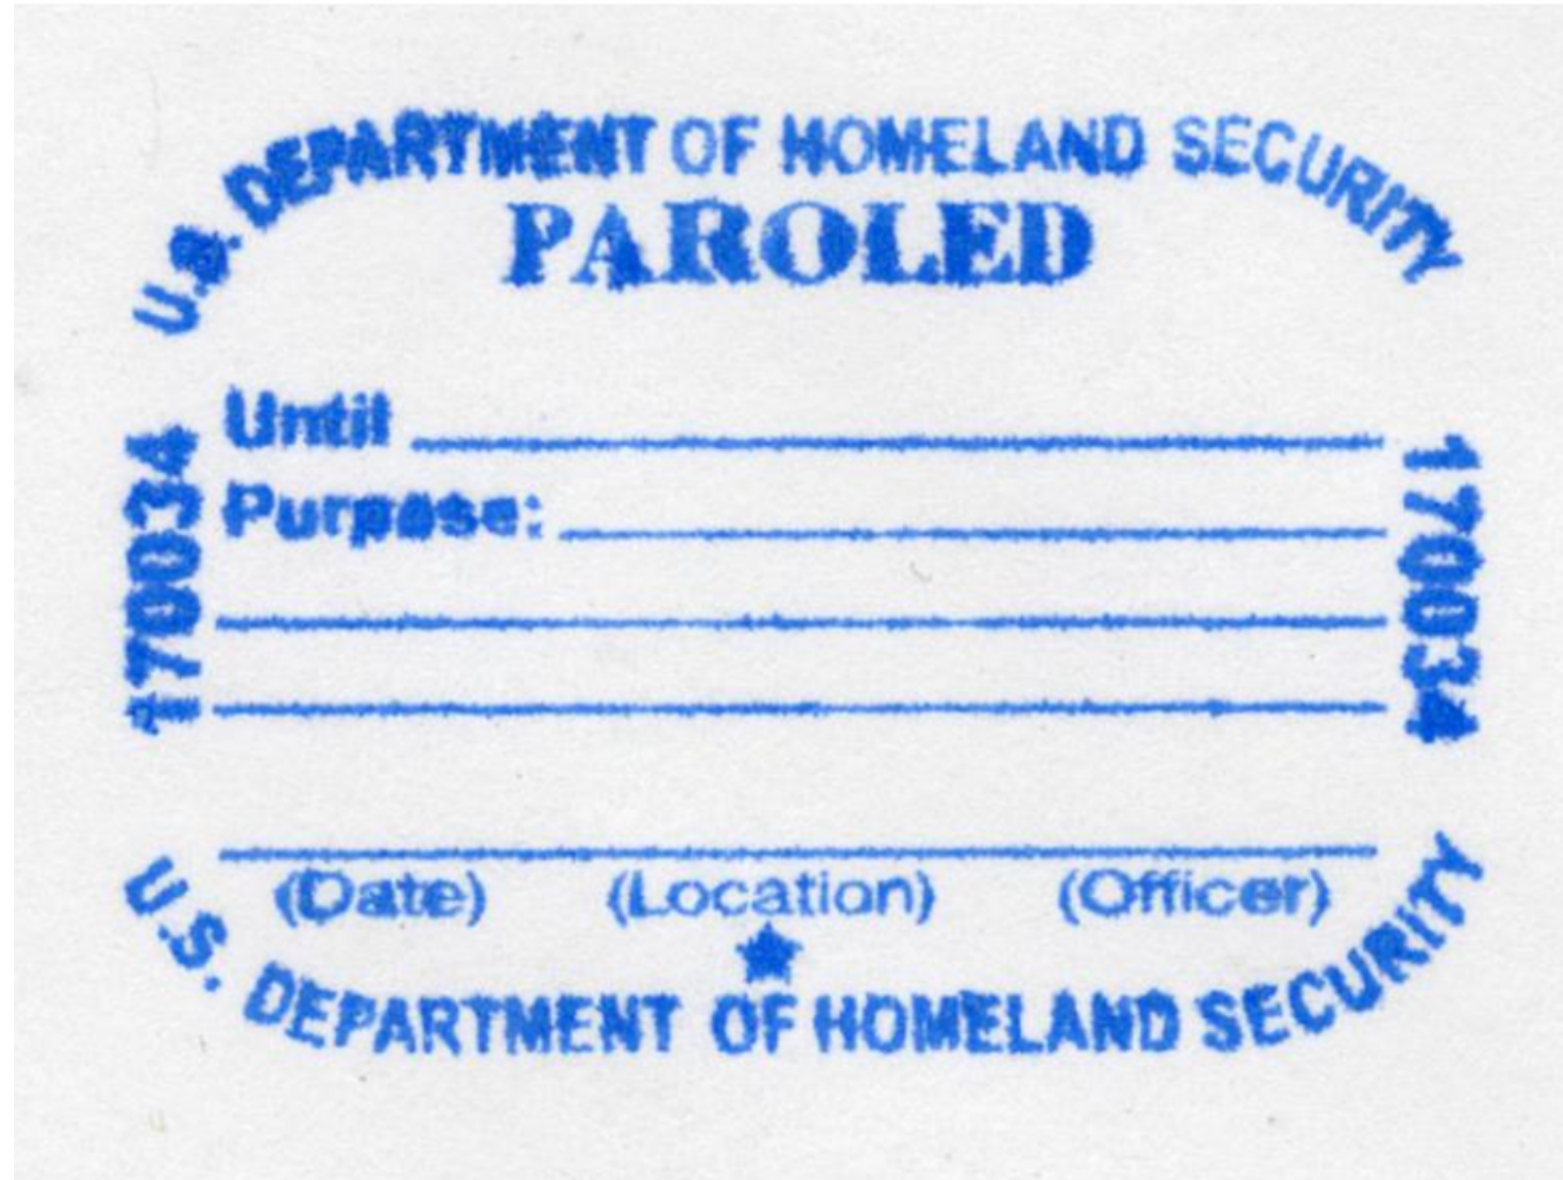 U.S. DEPARTMENT OF HOMELAND SECURITY
PAROLED
Until
Purpose:
170034
170034
(Date) (Location) (Officer)
U.S. DEPARTMENT OF HOMELAND SECURITY